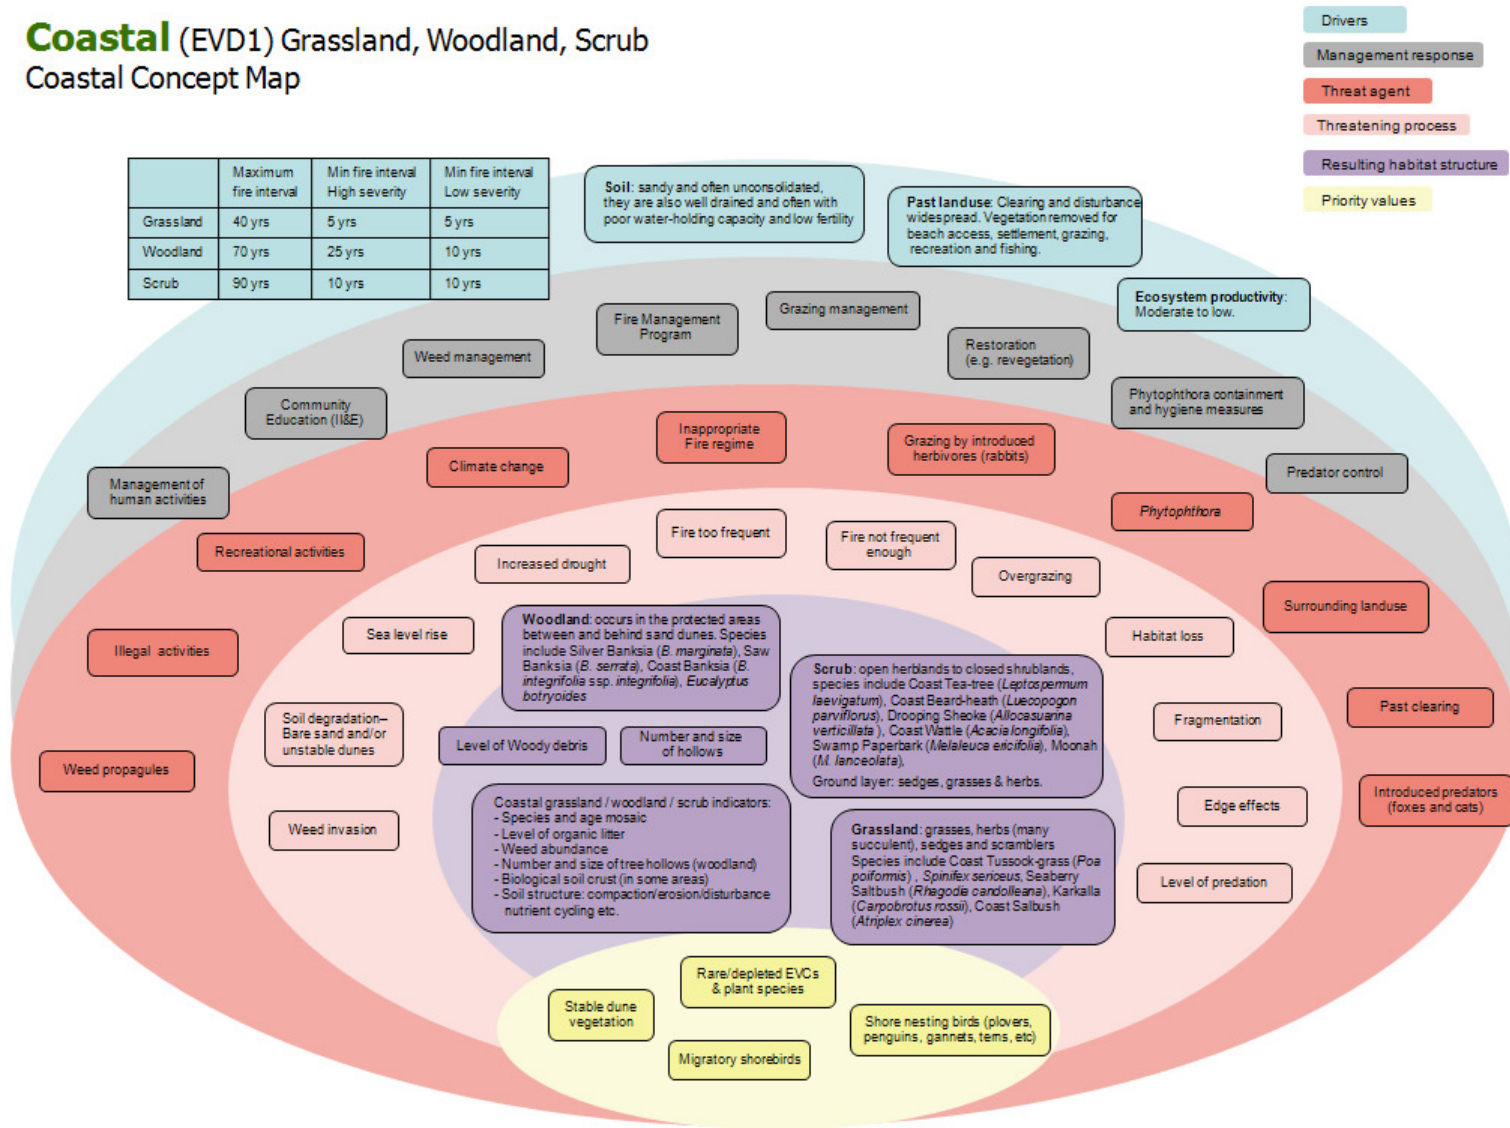 Coastal (EVD1) Grassland, Woodland, Scrub
Coastal Concept Map
Drivers
Management response
Threat agent
Threatening process
Resulting habitat structure
Priority values
Maximum fire interval | Min fire interval High severity | Min fire interval Low severity
Grassland | 40 yrs | 5 yrs | 5 yrs
Woodland | 70 yrs | 25 yrs | 10 yrs
Scrub | 90 yrs | 10 yrs | 10 yrs
Soil: sandy and often unconsolidated,
they are also well drained and often with
poor water-holding capacity and low fertility
Past landuse: Clearing and disturbance
widespread. Vegetation removed for
beach access, settlement, grazing,
recreation and fishing.
Ecosystem productivity:
Moderate to low.
Management of
human activities
Community
Education (II&E)
Weed management
Fire Management
Program
Grazing management
Restoration
(e.g. revegetation)
Phytophthora containment
and hygiene measures
Predator control
Weed propagules
Illegal activities
Recreational activities
Climate change
Inappropriate
Fire regime
Grazing by introduced
herbivores (rabbits)
Phytophthora
Surrounding landuse
Past clearing
Introduced predators
(foxes and cats)
Weed invasion
Soil degradation–
Bare sand and/or
unstable dunes
Sea level rise
Increased drought
Fire too frequent
Fire not frequent
enough
Overgrazing
Habitat loss
Fragmentation
Edge effects
Level of predation
Woodland: occurs in the protected areas
between and behind sand dunes. Species
include Silver Banksia (B. marginata), Saw
Banksia (B. serrata), Coast Banksia (B.
integrifolia ssp. integrifolia), Eucalyptus
botryoides
Level of Woody debris
Number and size
of hollows
Scrub: open herblands to closed shrublands,
species include Coast Tea-tree (Leptospermum
laevigatum), Coast Beard-heath (Luecopogon
parviflorus), Drooping Sheoke (Allocasuarina
verticillata ), Coast Wattle (Acacia longifolia),
Swamp Paperbark (Melaleuca ericifolia), Moonah
(M. lanceolata),
Ground layer: sedges, grasses & herbs.
Coastal grassland / woodland / scrub indicators:
- Species and age mosaic
- Level of organic litter
- Weed abundance
- Number and size of tree hollows (woodland)
- Biological soil crust (in some areas)
- Soil structure: compaction/erosion/disturbance
nutrient cycling etc.
Grassland: grasses, herbs (many
succulent), sedges and scramblers
Species include Coast Tussock-grass (Poa
poiformis) , Spinifex sericeus, Seaberry
Saltbush (Rhagodia candolleana), Karkalla
(Carpobrotus rossii), Coast Salbush
(Atriplex cinerea)
Stable dune
vegetation
Rare/depleted EVCs
& plant species
Migratory shorebirds
Shore nesting birds (plovers,
penguins, gannets, terns, etc)